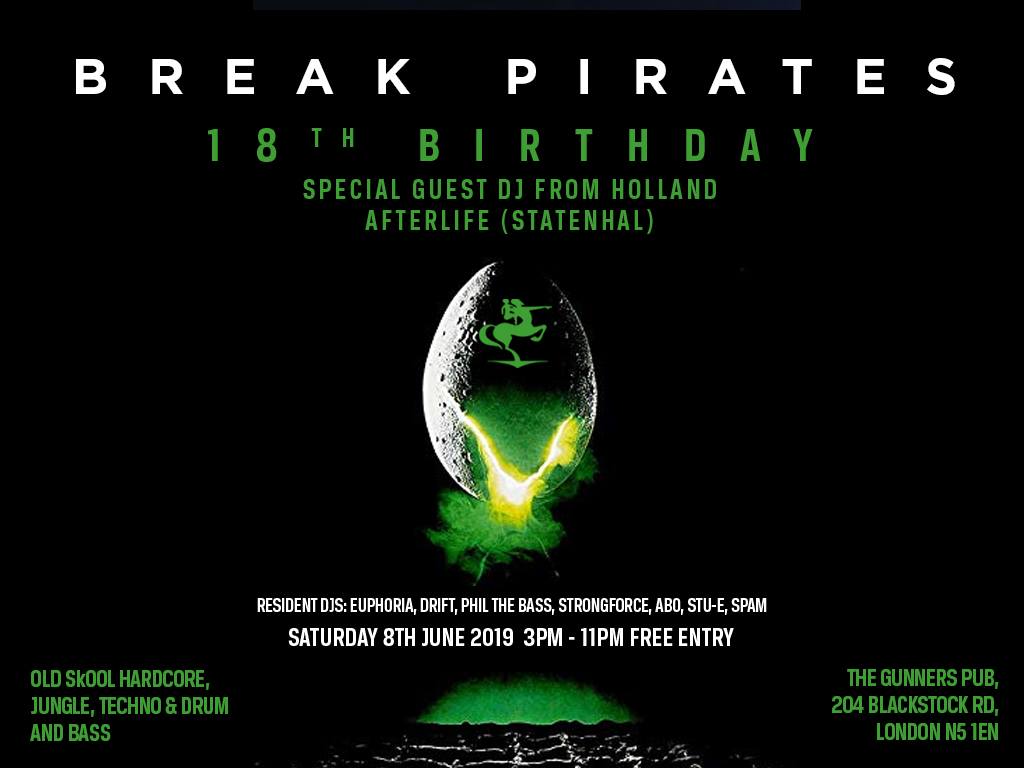 BREAK PIRATES
18TH BIRTHDAY
SPECIAL GUEST DJ FROM HOLLAND
AFTERLIFE (STATENHAL)
RESIDENT DJS: EUPHORIA, DRIFT, PHIL THE BASS, STRONGFORCE, ABO, STU-E, SPAM
SATURDAY 8TH JUNE 2019 3PM - 11PM FREE ENTRY
OLD SkOOL HARDCORE,
JUNGLE, TECHNO & DRUM
AND BASS
THE GUNNERS PUB,
204 BLACKSTOCK RD,
LONDON N5 1EN